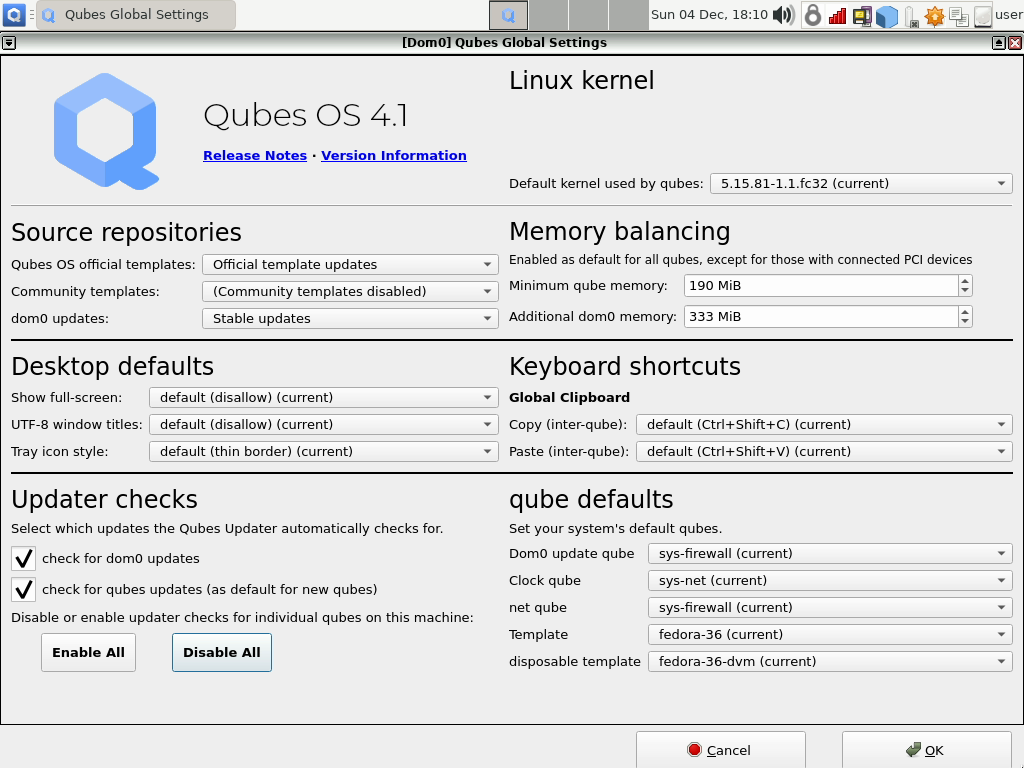 Qubes Global Settings
Sun 04 Dec, 18:10
user
[Dom0] Qubes Global Settings
Qubes OS 4.1
Release Notes · Version Information
Linux kernel
Default kernel used by qubes: 5.15.81-1.1.fc32 (current)
Source repositories
Qubes OS official templates: Official template updates
Community templates: (Community templates disabled)
dom0 updates: Stable updates
Memory balancing
Enabled as default for all qubes, except for those with connected PCI devices
Minimum qube memory: 190 MiB
Additional dom0 memory: 333 MiB
Desktop defaults
Show full-screen: default (disallow) (current)
UTF-8 window titles: default (disallow) (current)
Tray icon style: default (thin border) (current)
Keyboard shortcuts
Global Clipboard
Copy (inter-qube): default (Ctrl+Shift+C) (current)
Paste (inter-qube): default (Ctrl+Shift+V) (current)
Updater checks
Select which updates the Qubes Updater automatically checks for.
check for dom0 updates
check for qubes updates (as default for new qubes)
Disable or enable updater checks for individual qubes on this machine:
Enable All Disable All
qube defaults
Set your system's default qubes.
Dom0 update qube sys-firewall (current)
Clock qube sys-net (current)
net qube sys-firewall (current)
Template fedora-36 (current)
disposable template fedora-36-dvm (current)
Cancel OK